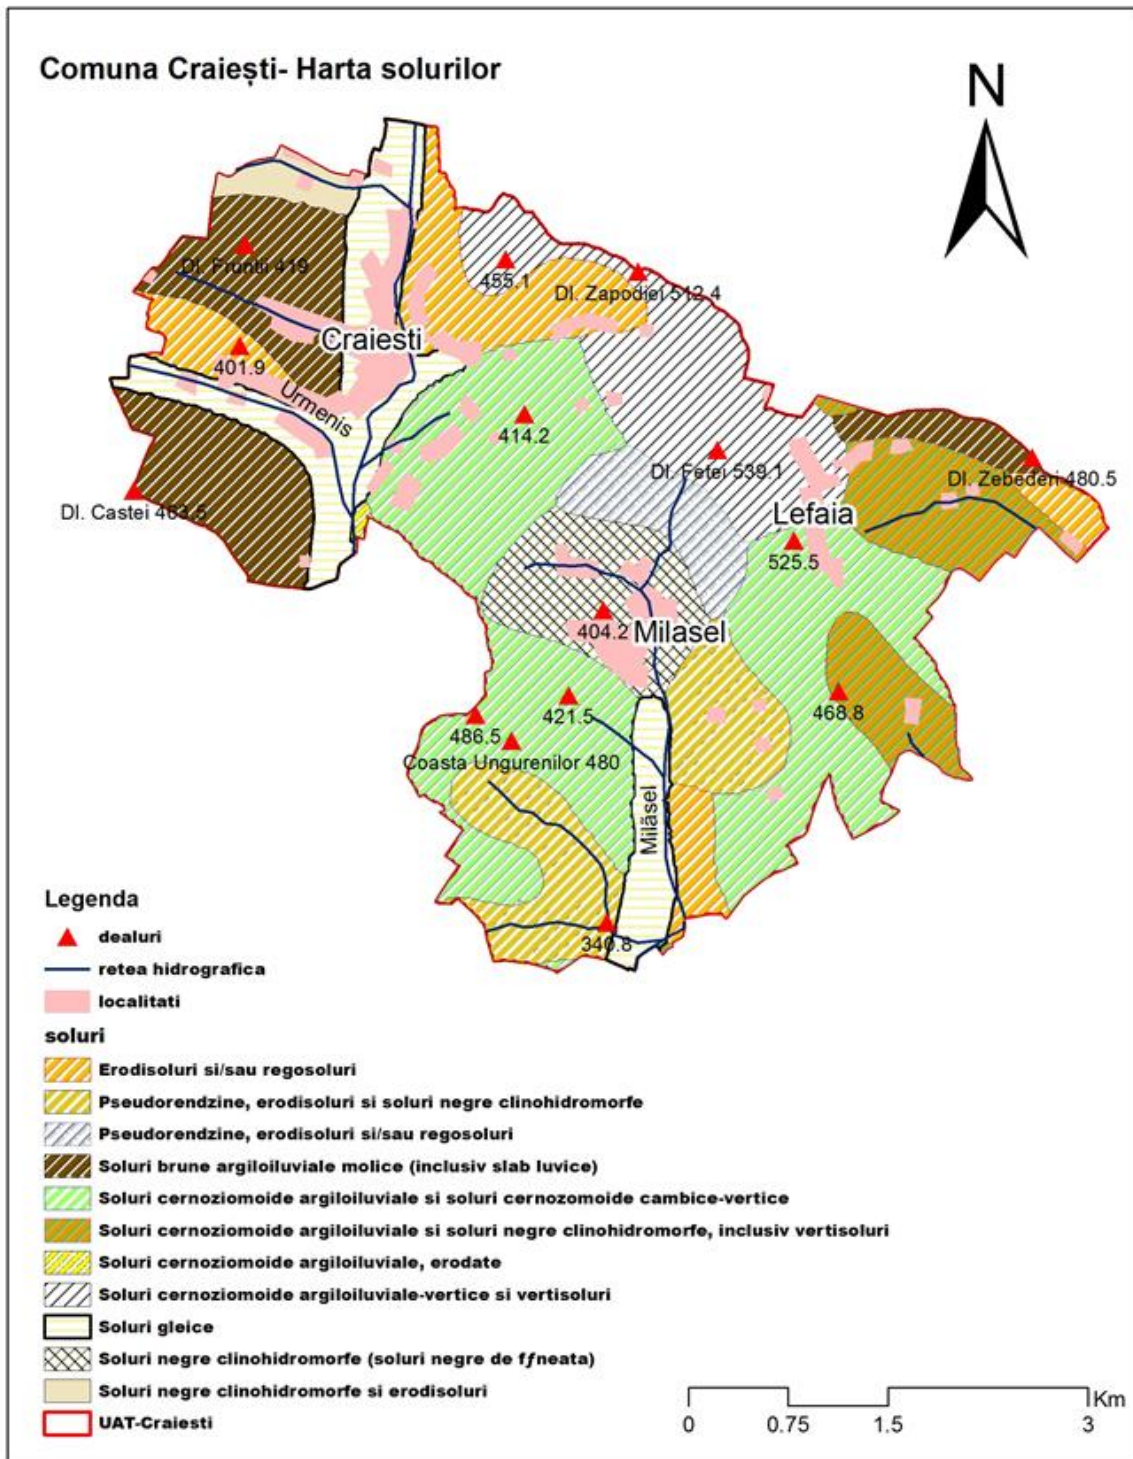 Comuna Craiești- Harta solurilor
N
Dl. Fruntii 419
455.1
Dl. Zapodiei 512.4
Craiesti
401.9
Urmenis
414.2
Dl. Fetei 539.1
Dl. Zebederi 480.5
Dl. Castei 463.5
Lefaia
525.5
404.2
Milasel
421.5
468.8
486.5
Coasta Ungurenilor 480
Milăsel
340.8
Legenda
dealuri
retea hidrografica
localitati
soluri
Erodisoluri si/sau regosoluri
Pseudorendzine, erodisoluri si soluri negre clinohidromorfe
Pseudorendzine, erodisoluri si/sau regosoluri
Soluri brune argiloiluviale molice (inclusiv slab luvice)
Soluri cernoziomoide argiloiluviale si soluri cernozomoide cambice-vertice
Soluri cernoziomoide argiloiluviale si soluri negre clinohidromorfe, inclusiv vertisoluri
Soluri cernoziomoide argiloiluviale, erodate
Soluri cernoziomoide argiloiluviale-vertice si vertisoluri
Soluri gleice
Soluri negre clinohidromorfe (soluri negre de fƒneata)
Soluri negre clinohidromorfe si erodisoluri
UAT-Craiesti
Km
0 0.75 1.5 3